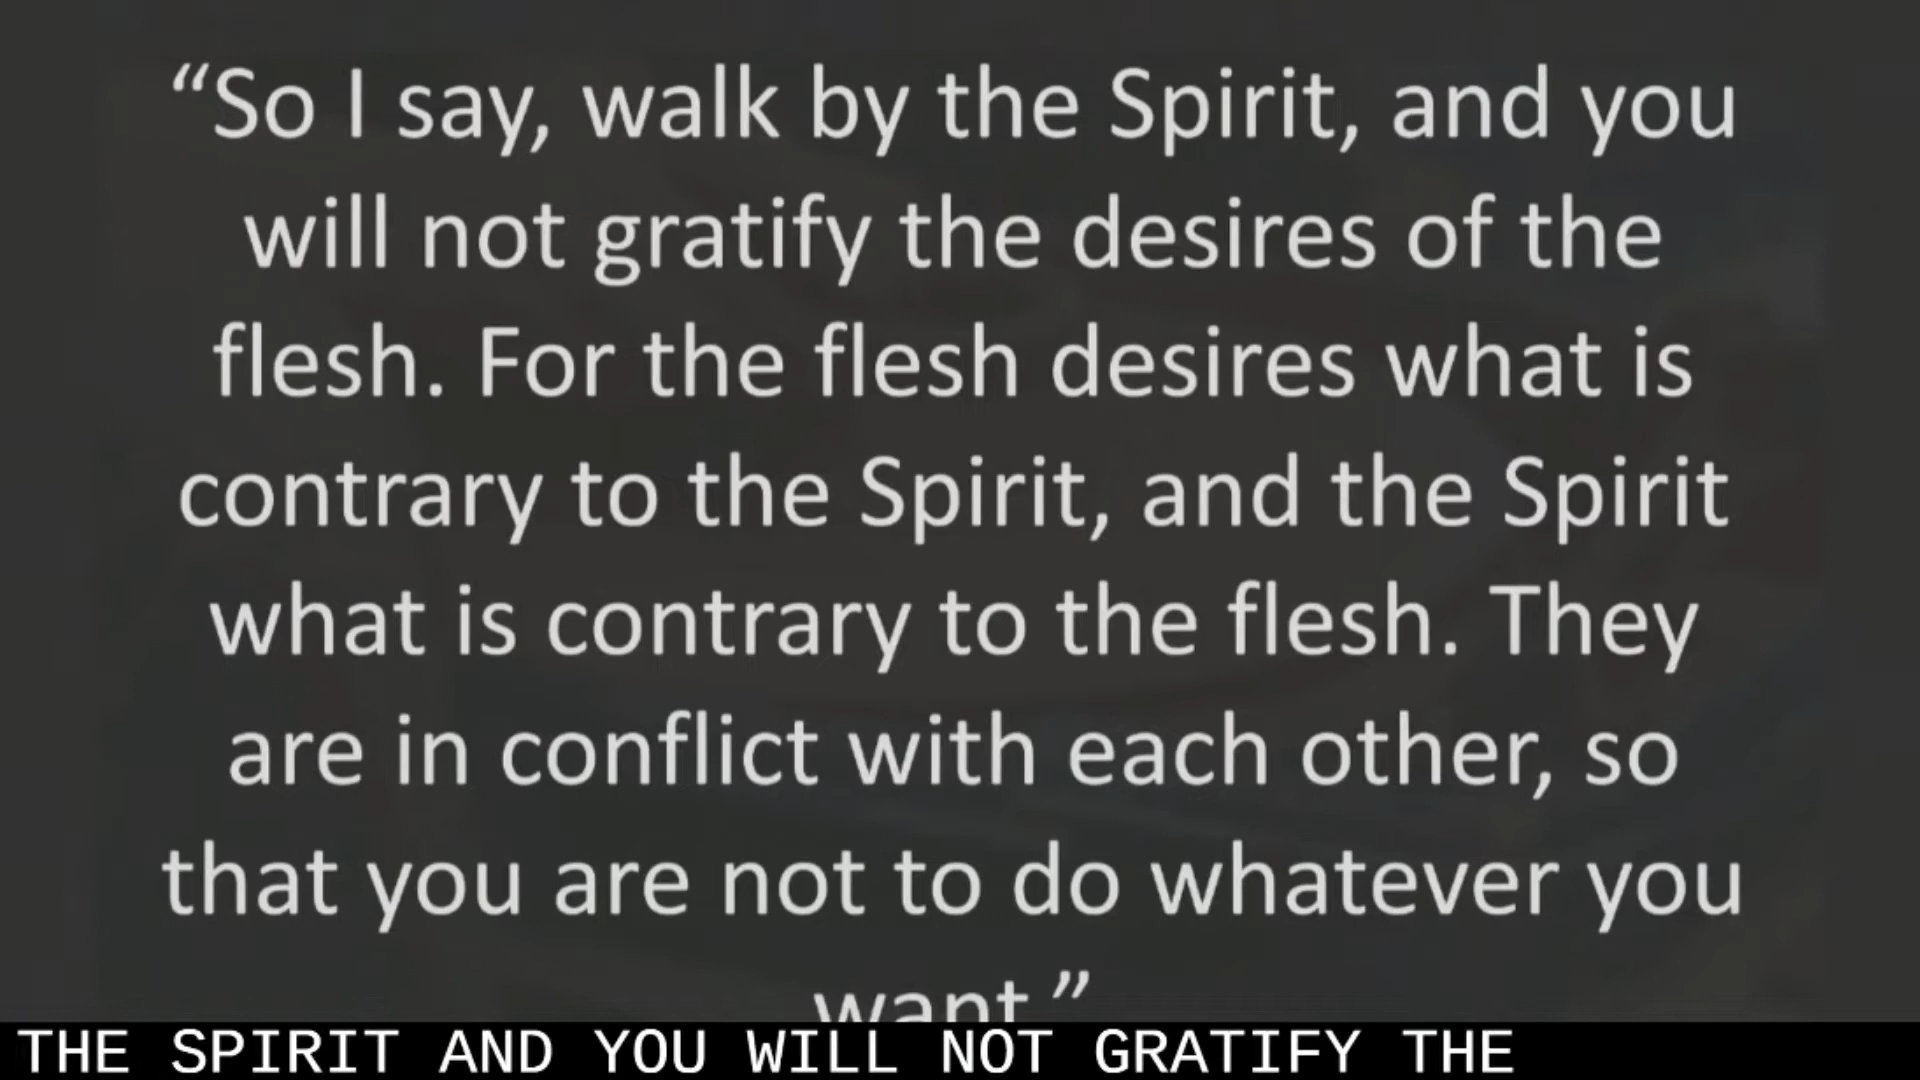 “So I say, walk by the Spirit, and you
will not gratify the desires of the
flesh. For the flesh desires what is
contrary to the Spirit, and the Spirit
what is contrary to the flesh. They
are in conflict with each other, so
that you are not to do whatever you
want.”
THE SPIRIT AND YOU WILL NOT GRATIFY THE